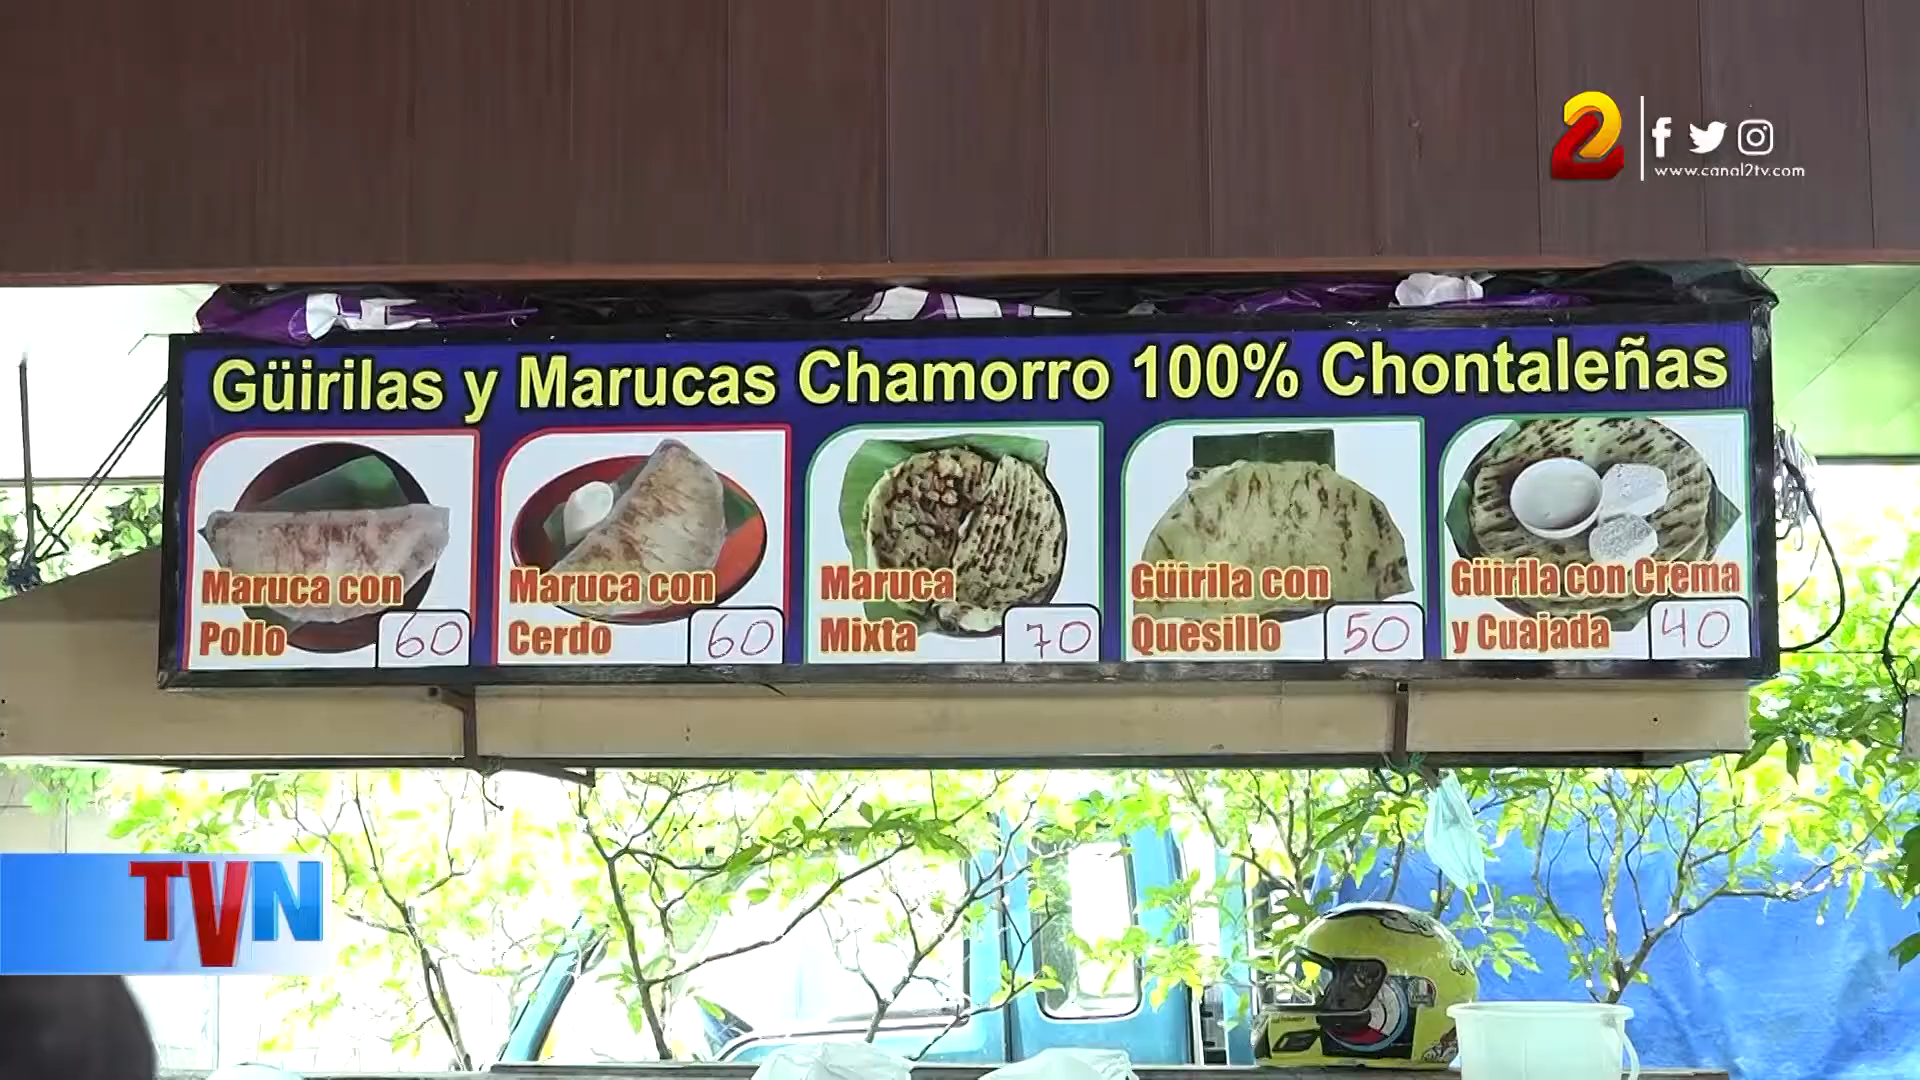 2
www.canal2tv.com
Güirilas y Marucas Chamorro 100% Chontaleñas
Maruca con
Pollo
60
Maruca con
Cerdo
60
Maruca
Mixta
70
Güirila con
Quesillo
50
Güirila con Crema
y Cuajada
40
TVN